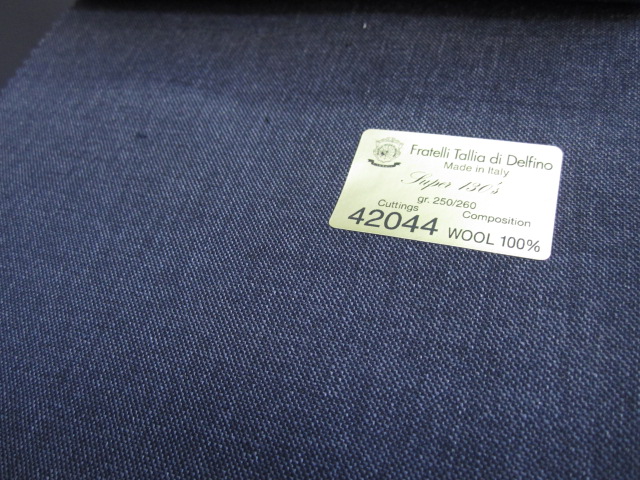 Fratelli Tallia di Delfino
Made in Italy
Super 130's
gr. 250/260
Cuttings Composition
42044 WOOL 100%